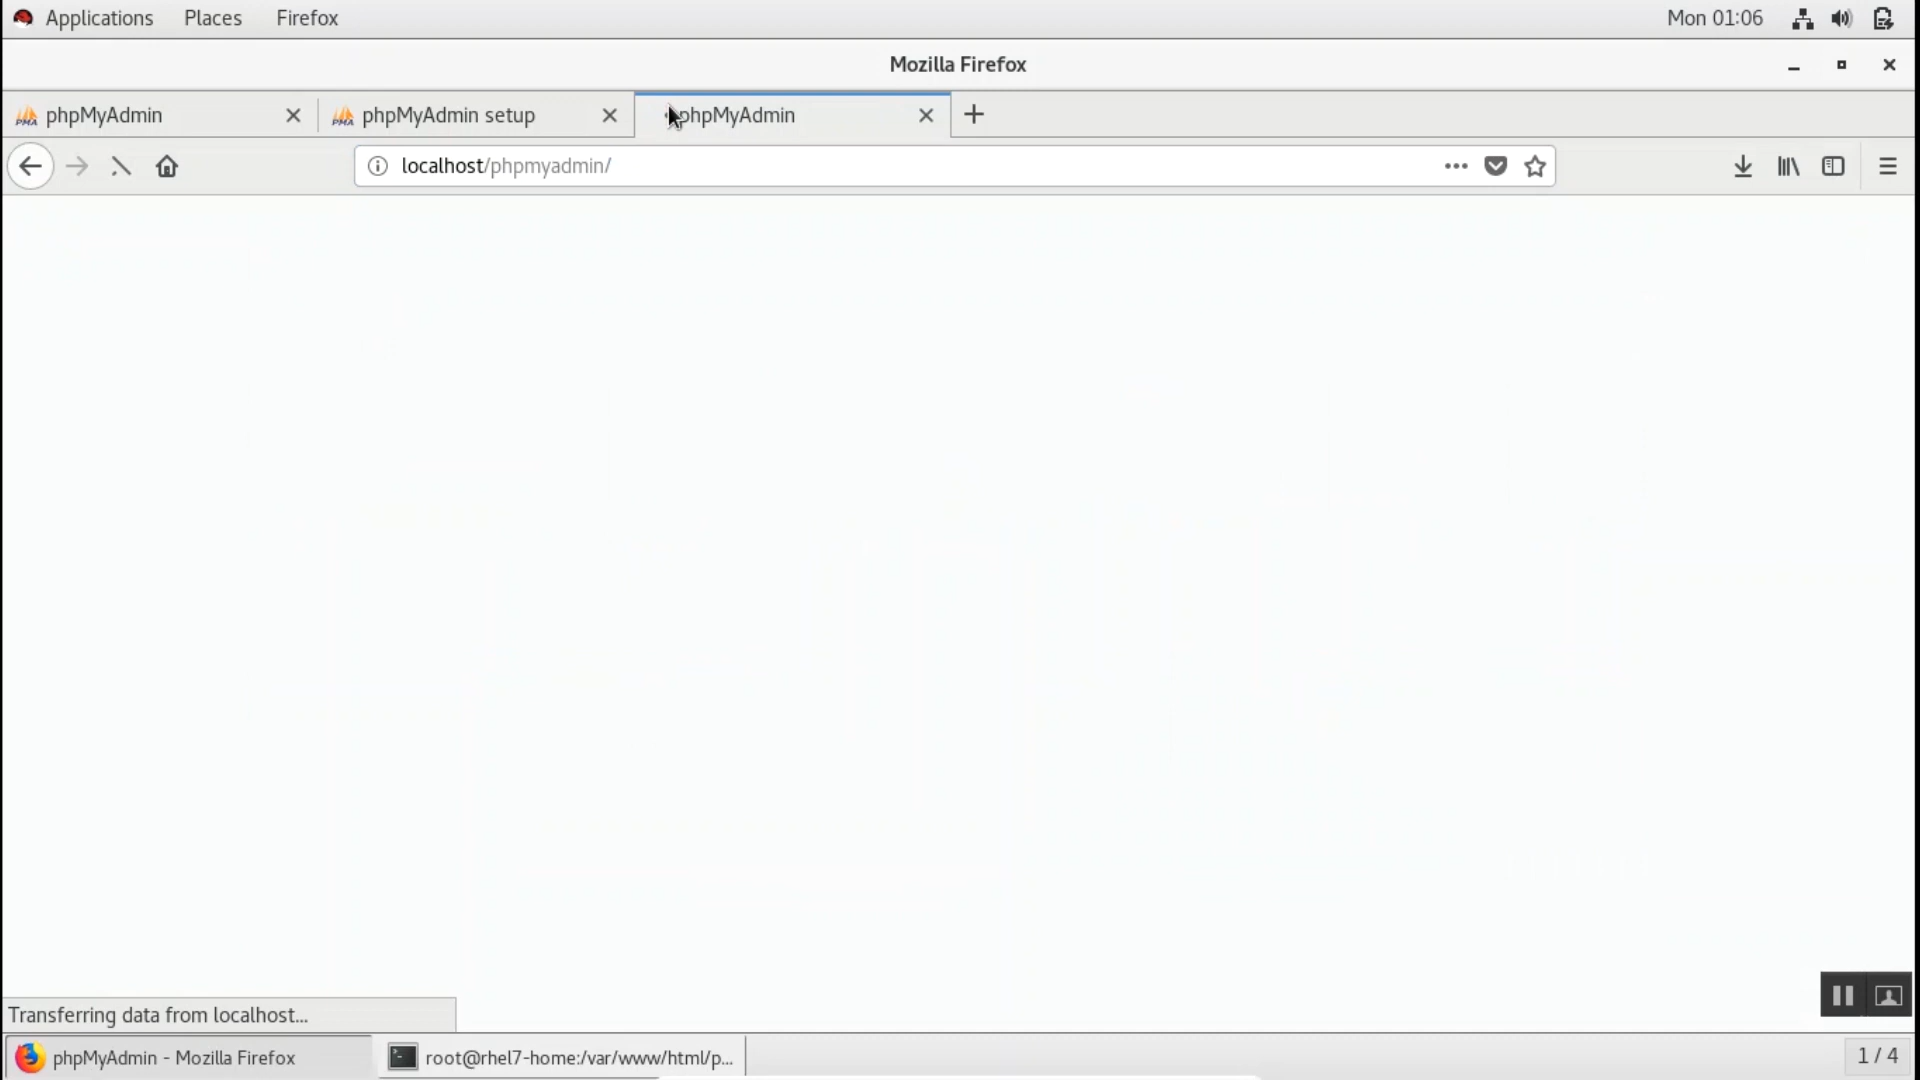 Applications Places Firefox Mon 01:06
Mozilla Firefox
phpMyAdmin phpMyAdmin setup phpMyAdmin
localhost/phpmyadmin/
Transferring data from localhost...
phpMyAdmin - Mozilla Firefox root@rhel7-home:/var/www/html/p... 1 / 4